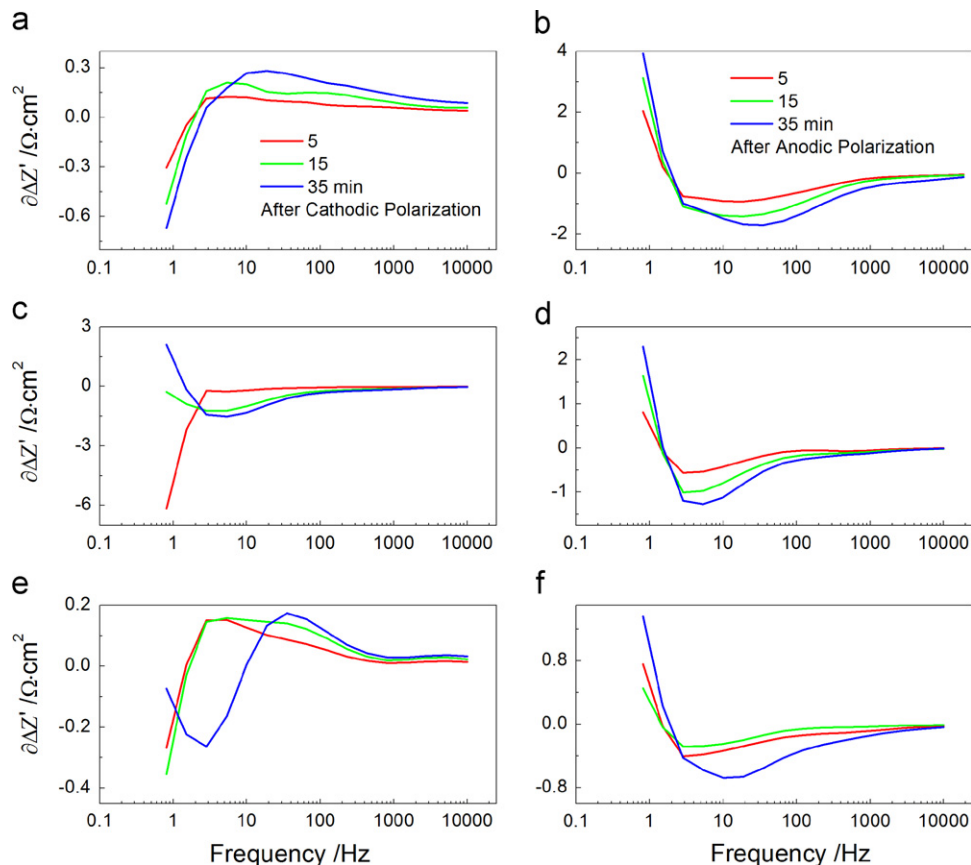 a
∂ΔZ' /Ω·cm²
0.3
0.0
-0.3
-0.6
5
15
35 min
After Cathodic Polarization
0.1 1 10 100 1000 10000
b
4
2
0
-2
5
15
35 min
After Anodic Polarization
0.1 1 10 100 1000 10000
c
∂ΔZ' /Ω·cm²
3
0
-3
-6
0.1 1 10 100 1000 10000
d
2
1
0
-1
0.1 1 10 100 1000 10000
e
∂ΔZ' /Ω·cm²
0.2
0.0
-0.2
-0.4
0.1 1 10 100 1000 10000
Frequency /Hz
f
0.8
0.0
-0.8
0.1 1 10 100 1000 10000
Frequency /Hz